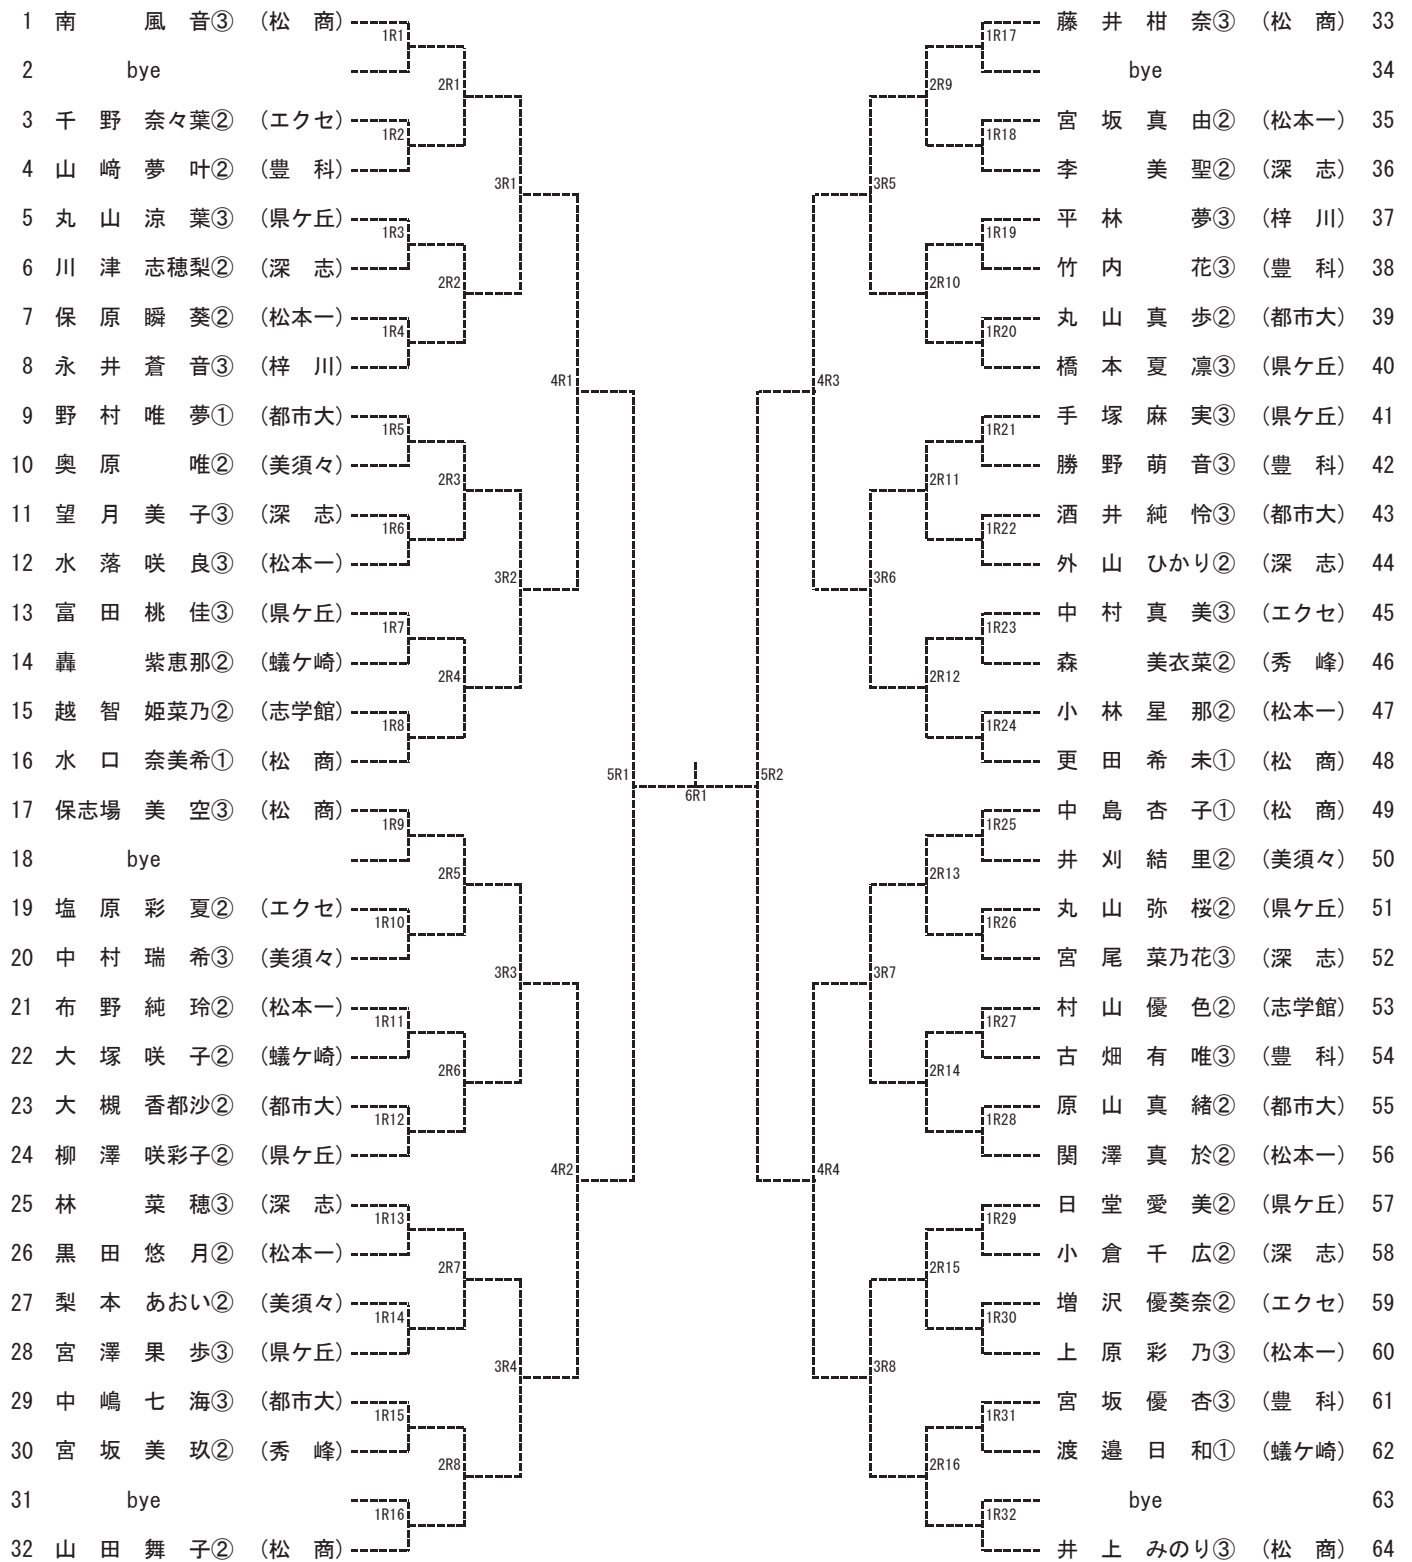 1 南 風 音③ (松 商)
1R1
2 bye
2R1
3 千 野 奈々葉② (エクセ)
1R2
4 山 﨑 夢 叶② (豊 科)
3R1
5 丸 山 涼 葉③ (県ケ丘)
1R3
6 川 津 志穂梨② (深 志)
2R2
7 保 原 瞬 葵② (松本一)
1R4
8 永 井 蒼 音③ (梓 川)
4R1
9 野 村 唯 夢① (都市大)
1R5
10 奥 原 唯② (美須々)
2R3
11 望 月 美 子③ (深 志)
1R6
12 水 落 咲 良③ (松本一)
3R2
13 富 田 桃 佳③ (県ケ丘)
1R7
14 轟 紫恵那② (蟻ケ崎)
2R4
15 越 智 姫菜乃② (志学館)
1R8
16 水 口 奈美希① (松 商)
5R1
17 保志場 美 空③ (松 商)
1R9
18 bye
2R5
19 塩 原 彩 夏② (エクセ)
1R10
20 中 村 瑞 希③ (美須々)
3R3
21 布 野 純 玲② (松本一)
1R11
22 大 塚 咲 子② (蟻ケ崎)
2R6
23 大 槻 香都沙② (都市大)
1R12
24 柳 澤 咲彩子② (県ケ丘)
4R2
25 林 菜 穂③ (深 志)
1R13
26 黒 田 悠 月② (松本一)
2R7
27 梨 本 あおい② (美須々)
1R14
28 宮 澤 果 歩③ (県ケ丘)
3R4
29 中 嶋 七 海③ (都市大)
1R15
30 宮 坂 美 玖② (秀 峰)
2R8
31 bye
1R16
32 山 田 舞 子② (松 商)
6R1
藤 井 柑 奈③ (松 商) 33
1R17
bye 34
2R9
宮 坂 真 由② (松本一) 35
1R18
李 美 聖② (深 志) 36
3R5
平 林 夢③ (梓 川) 37
1R19
竹 内 花③ (豊 科) 38
2R10
丸 山 真 歩② (都市大) 39
1R20
橋 本 夏 凛③ (県ケ丘) 40
4R3
手 塚 麻 実③ (県ケ丘) 41
1R21
勝 野 萌 音③ (豊 科) 42
2R11
酒 井 純 怜③ (都市大) 43
1R22
外 山 ひかり② (深 志) 44
3R6
中 村 真 美③ (エクセ) 45
1R23
森 美衣菜② (秀 峰) 46
2R12
小 林 星 那② (松本一) 47
1R24
更 田 希 未① (松 商) 48
5R2
中 島 杏 子① (松 商) 49
1R25
井 刈 結 里② (美須々) 50
2R13
丸 山 弥 桜② (県ケ丘) 51
1R26
宮 尾 菜乃花③ (深 志) 52
3R7
村 山 優 色② (志学館) 53
1R27
古 畑 有 唯③ (豊 科) 54
2R14
原 山 真 緒② (都市大) 55
1R28
関 澤 真 於② (松本一) 56
4R4
日 堂 愛 美② (県ケ丘) 57
1R29
小 倉 千 広② (深 志) 58
2R15
増 沢 優葵奈② (エクセ) 59
1R30
上 原 彩 乃③ (松本一) 60
3R8
宮 坂 優 杏③ (豊 科) 61
1R31
渡 邉 日 和① (蟻ケ崎) 62
2R16
bye 63
1R32
井 上 みのり③ (松 商) 64